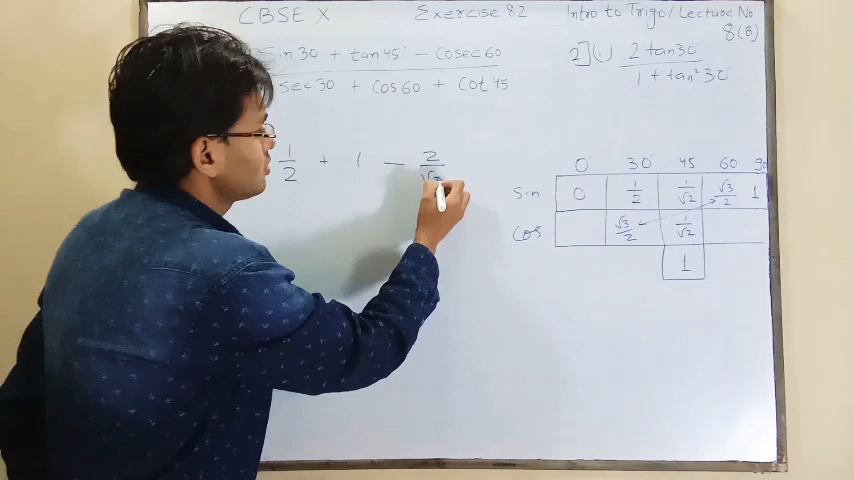 CBSE X Exercise 82 Intro to Trigo/Lecture No
8(B)
Sin 30 + tan 45° - Cosec 60
sec 30 + Cos 60 + Cot 45
2](i) 2 tan30
1 + tan² 30°
1/2 + 1 - 2/√3
0° 30° 45 60 90
Sin 0 1/2 1/√2 √3/2 1
Cos √3/2 1/√2
1